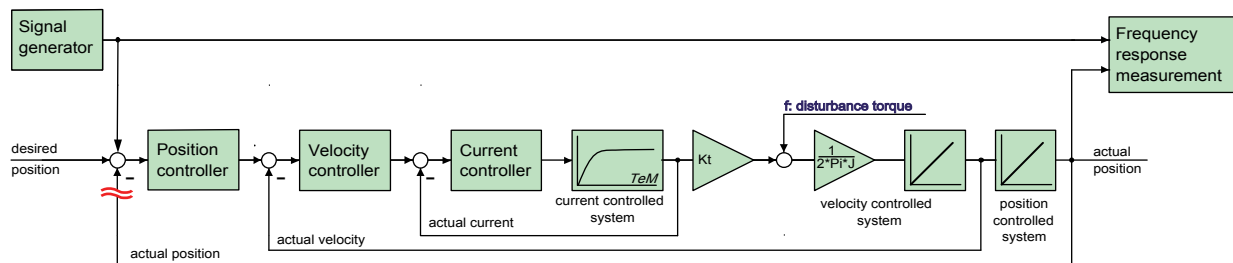 Signal
generator
Frequency
response
measurement
f: disturbance torque
desired
position
Position
controller
Velocity
controller
Current
controller
TeM
current controlled
system
Kt
1
2*Pi*J
velocity controlled
system
position
controlled
system
actual
position
actual current
actual velocity
actual position